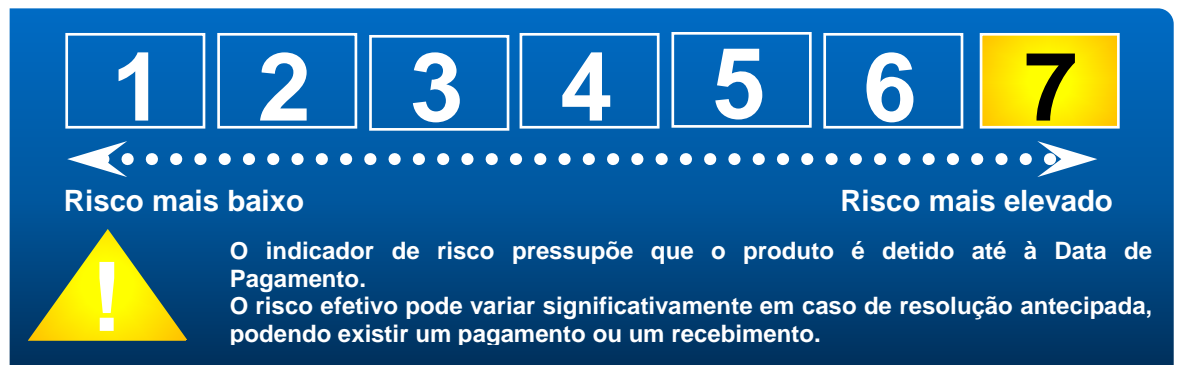 1 2 3 4 5 6 7
Risco mais baixo Risco mais elevado
!
O indicador de risco pressupõe que o produto é detido até à Data de
Pagamento.
O risco efetivo pode variar significativamente em caso de resolução antecipada,
podendo existir um pagamento ou um recebimento.